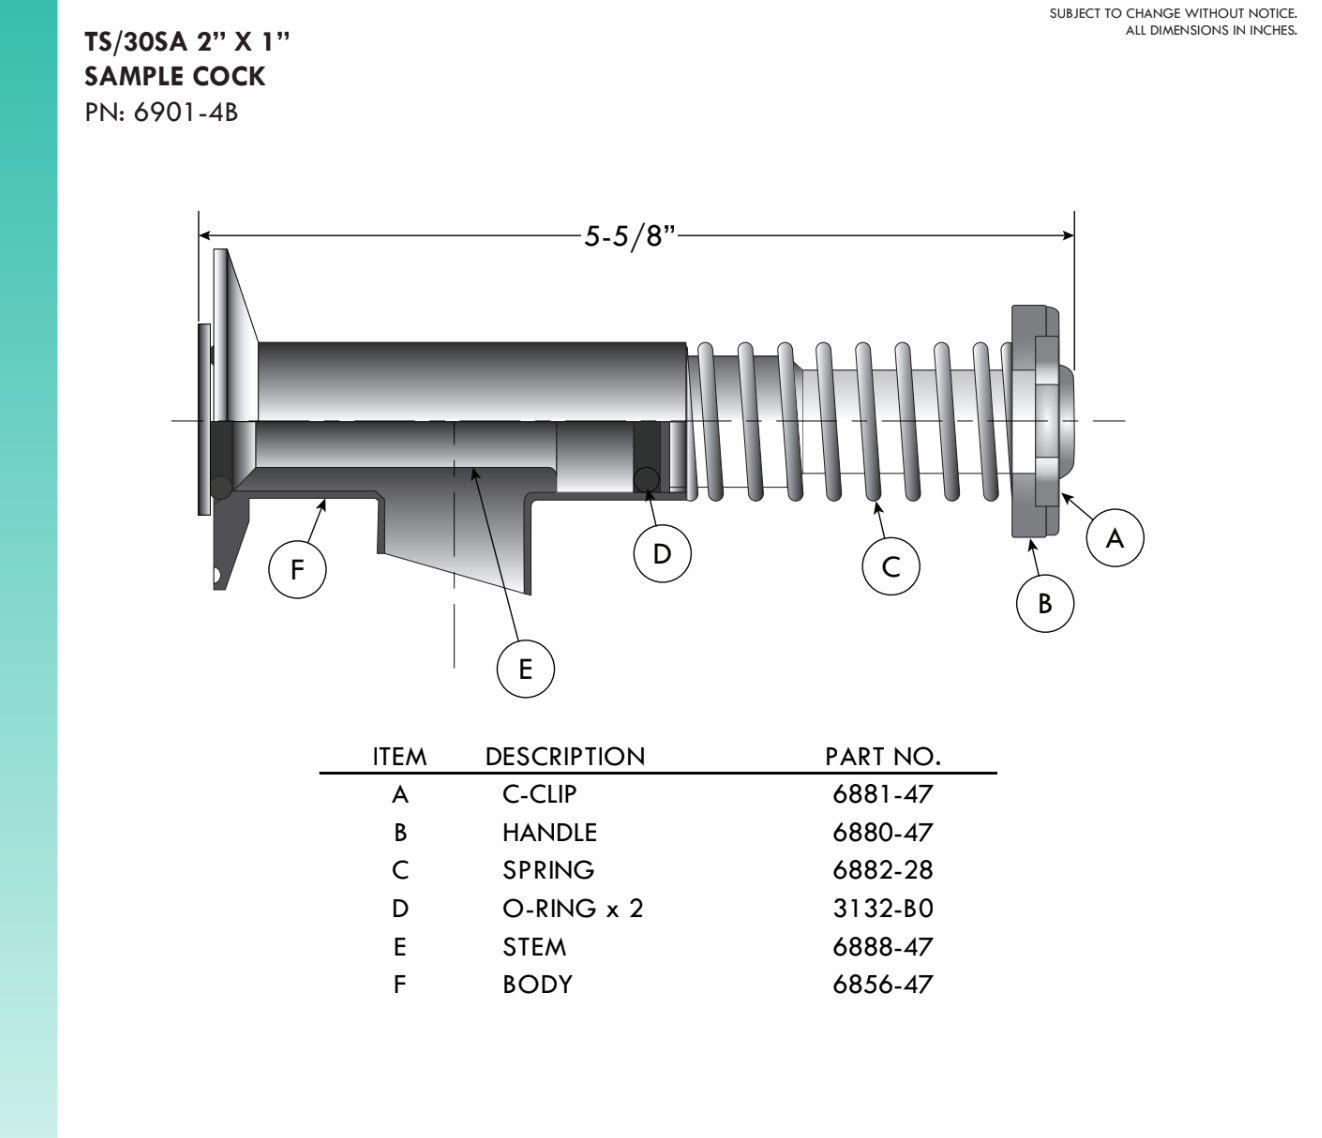 SUBJECT TO CHANGE WITHOUT NOTICE.
ALL DIMENSIONS IN INCHES.
TS/30SA 2” X 1”
SAMPLE COCK
PN: 6901-4B
5-5/8”
F
D
C
A
B
E
ITEM DESCRIPTION PART NO.
A C-CLIP 6881-47
B HANDLE 6880-47
C SPRING 6882-28
D O-RING x 2 3132-B0
E STEM 6888-47
F BODY 6856-47